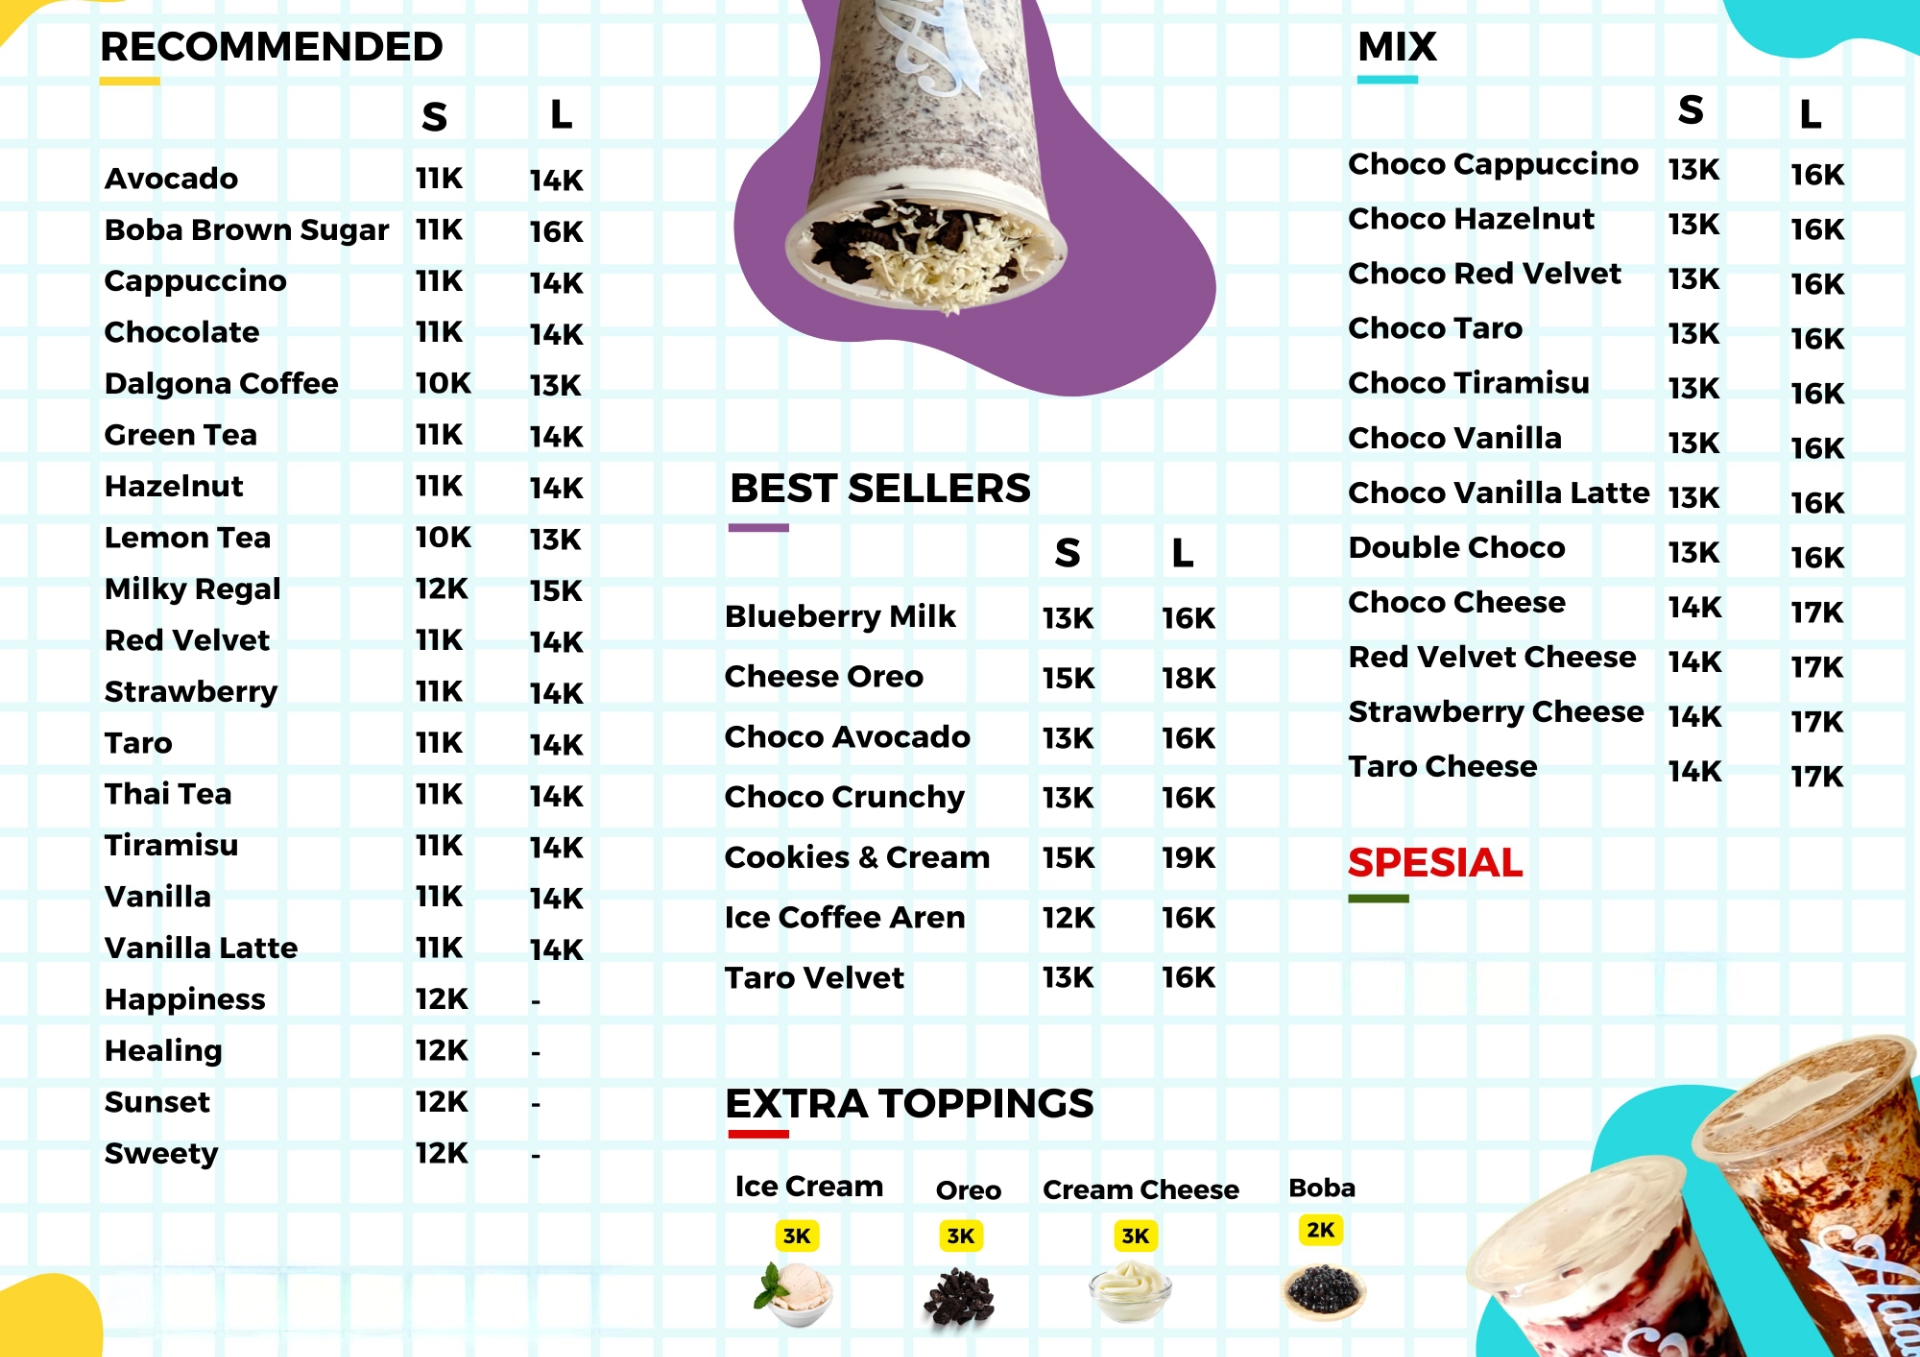 RECOMMENDED
S L
Avocado 11K 14K
Boba Brown Sugar 11K 16K
Cappuccino 11K 14K
Chocolate 11K 14K
Dalgona Coffee 10K 13K
Green Tea 11K 14K
Hazelnut 11K 14K
Lemon Tea 10K 13K
Milky Regal 12K 15K
Red Velvet 11K 14K
Strawberry 11K 14K
Taro 11K 14K
Thai Tea 11K 14K
Tiramisu 11K 14K
Vanilla 11K 14K
Vanilla Latte 11K 14K
Happiness 12K -
Healing 12K -
Sunset 12K -
Sweety 12K -
BEST SELLERS
S L
Blueberry Milk 13K 16K
Cheese Oreo 15K 18K
Choco Avocado 13K 16K
Choco Crunchy 13K 16K
Cookies & Cream 15K 19K
Ice Coffee Aren 12K 16K
Taro Velvet 13K 16K
EXTRA TOPPINGS
Ice Cream Oreo Cream Cheese Boba
3K 3K 3K 2K
MIX
S L
Choco Cappuccino 13K 16K
Choco Hazelnut 13K 16K
Choco Red Velvet 13K 16K
Choco Taro 13K 16K
Choco Tiramisu 13K 16K
Choco Vanilla 13K 16K
Choco Vanilla Latte 13K 16K
Double Choco 13K 16K
Choco Cheese 14K 17K
Red Velvet Cheese 14K 17K
Strawberry Cheese 14K 17K
Taro Cheese 14K 17K
SPESIAL